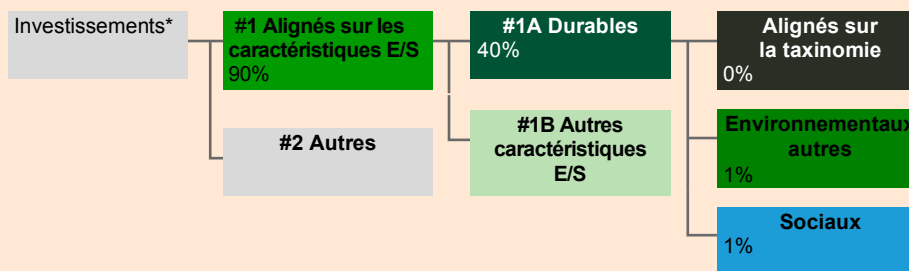 Investissements*
#1 Alignés sur les
caractéristiques E/S
90%
#2 Autres
#1A Durables
40%
#1B Autres
caractéristiques
E/S
Alignés sur
la taxinomie
0%
Environnementaux
autres
1%
Sociaux
1%